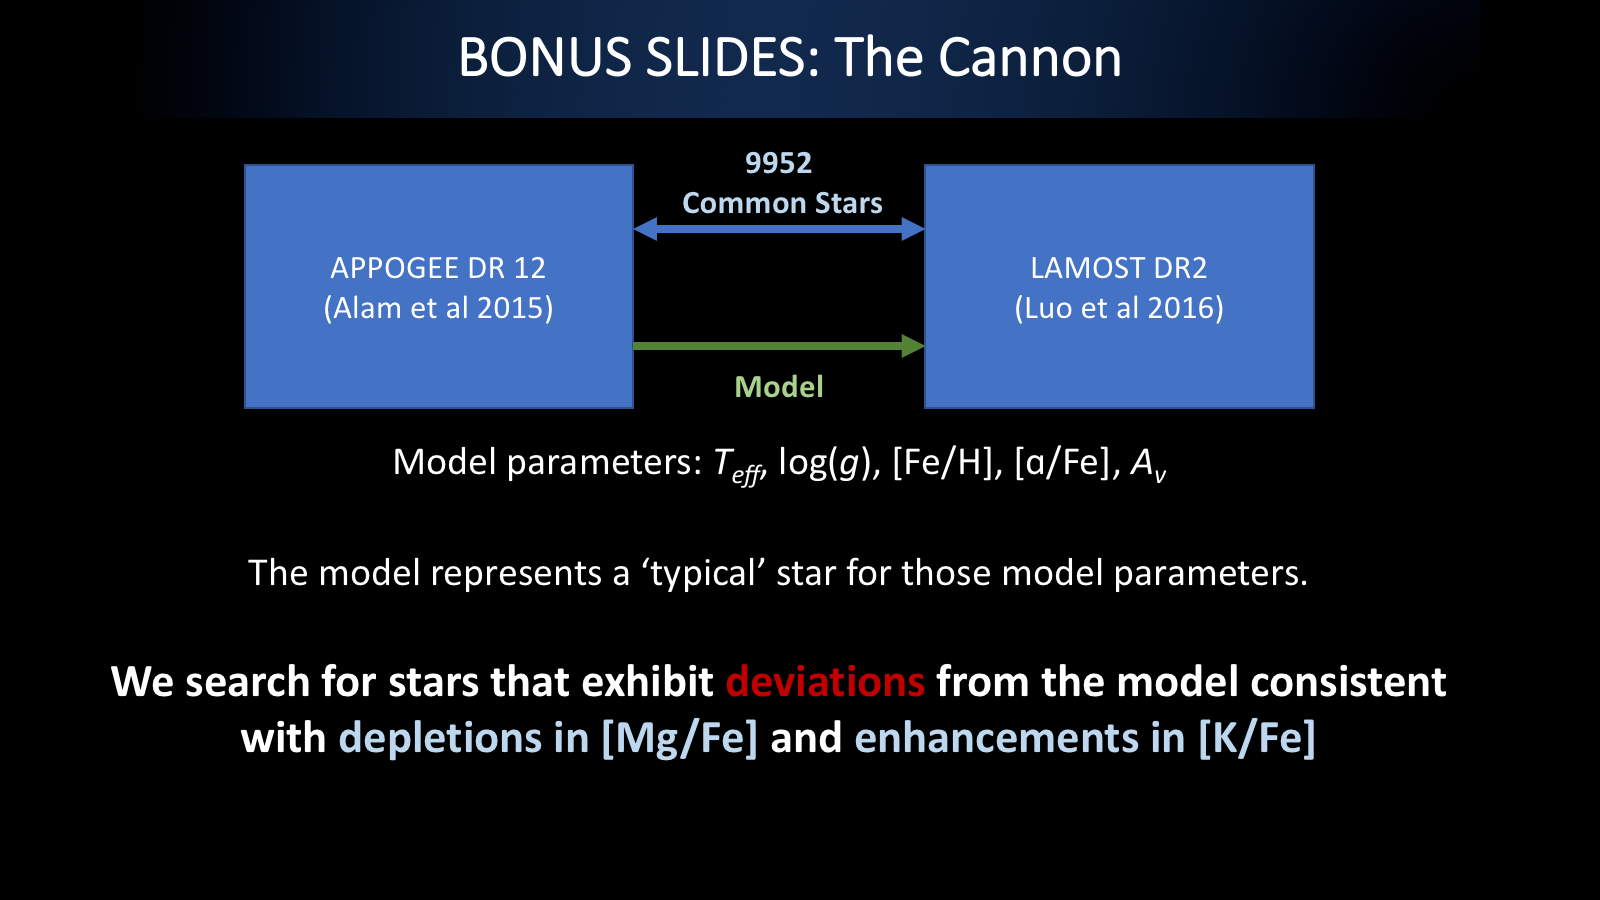 BONUS SLIDES: The Cannon
9952
Common Stars
APPOGEE DR 12
(Alam et al 2015)
LAMOST DR2
(Luo et al 2016)
Model
Model parameters: T_eff, log(g), [Fe/H], [α/Fe], A_v
The model represents a ‘typical’ star for those model parameters.
We search for stars that exhibit deviations from the model consistent
with depletions in [Mg/Fe] and enhancements in [K/Fe]